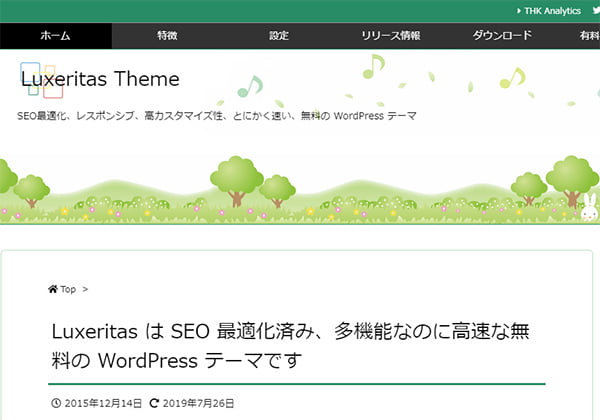 THK Analytics
ホーム 特徴 設定 リリース情報 ダウンロード 有料
Luxeritas Theme
SEO最適化、レスポンシブ、高カスタマイズ性、とにかく速い、無料の WordPress テーマ
Top >
Luxeritas は SEO 最適化済み、多機能なのに高速な無
料の WordPress テーマです
2015年12月14日 2019年7月26日